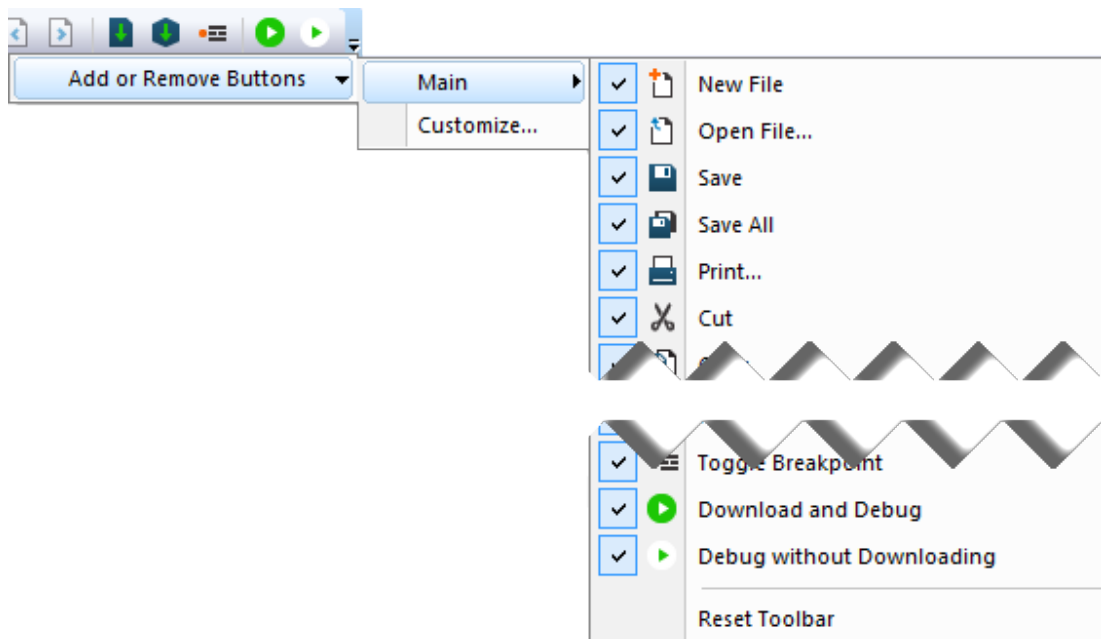 Add or Remove Buttons
Main
Customize...
New File
Open File...
Save
Save All
Print...
Cut
Toggle Breakpoint
Download and Debug
Debug without Downloading
Reset Toolbar